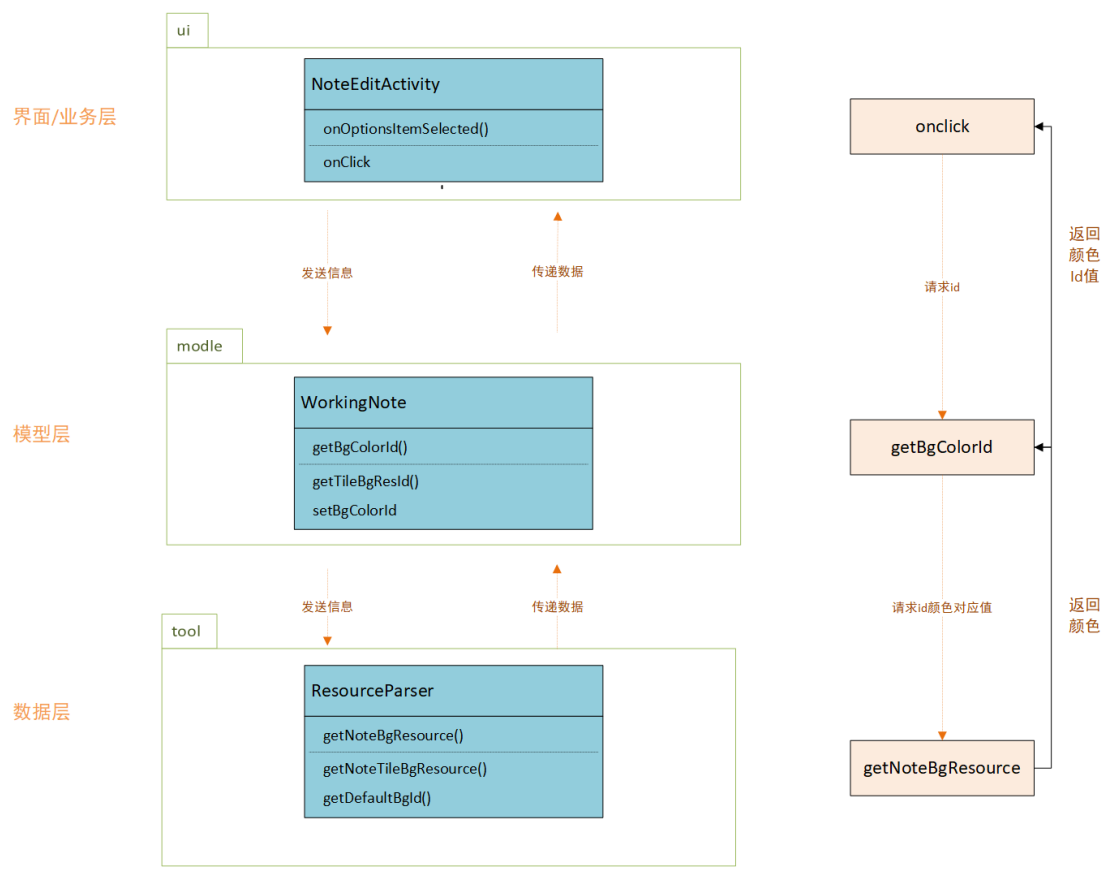 ui
界面/业务层
NoteEditActivity
onOptionsItemSelected()
onClick
发送信息
传递数据
modle
模型层
WorkingNote
getBgColorId()
getTileBgResId()
setBgColorId
发送信息
传递数据
tool
数据层
ResourceParser
getNoteBgResource()
getNoteTileBgResource()
getDefaultBgId()
onclick
返回
颜色
Id值
请求id
getBgColorId
请求id颜色对应值
返回
颜色
getNoteBgResource